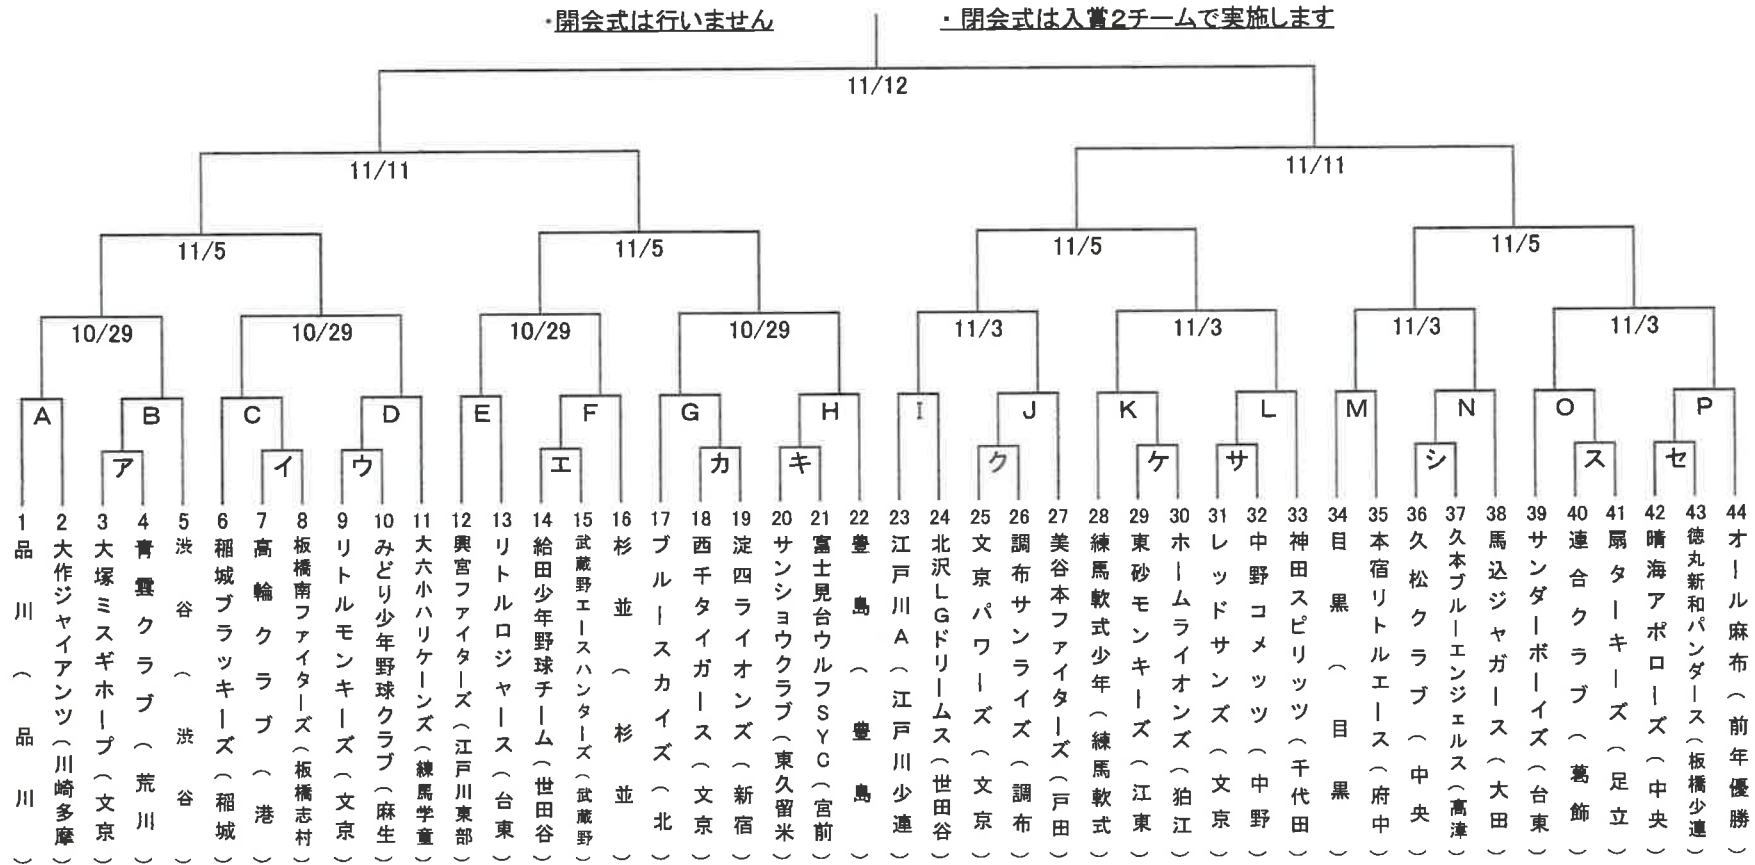 ・開会式は行いません
・閉会式は入賞2チームで実施します
11/12
11/11
11/11
11/5
11/5
11/5
11/5
10/29
10/29
10/29
10/29
11/3
11/3
11/3
11/3
A
B
C
D
E
F
G
H
I
J
K
L
M
N
O
P
ア
イ
ウ
エ
カ
キ
ク
ケ
サ
シ
ス
セ
1 品川(品川)
2 大作ジャイアンツ(川崎多摩)
3 大塚ミスギホープ(文京)
4 青雲クラブ(荒川)
5 渋谷(渋谷)
6 稲城ブラッキーズ(稲城)
7 高輪クラブ(港)
8 板橋南ファイターズ(板橋志村)
9 リトルモンキーズ(文京)
10 みどり少年野球クラブ(麻生)
11 大六小ハリケーンズ(練馬学童)
12 興宮ファイターズ(江戸川東部)
13 リトルロジャース(台東)
14 給田少年野球チーム(世田谷)
15 武蔵野エースハンターズ(武蔵野)
16 杉並(杉並)
17 ブルースカイズ(北)
18 西千タイガース(文京)
19 淀四ライオンズ(新宿)
20 サンショウクラブ(東久留米)
21 富士見台ウルフSYC(宮前)
22 豊島(豊島)
23 江戸川A(江戸川少連)
24 北沢LGドリームス(世田谷)
25 文京パワーズ(文京)
26 調布サンライズ(調布)
27 美谷本ファイターズ(戸田)
28 練馬軟式少年(練馬軟式)
29 東砂モンキーズ(江東)
30 ホームライオンズ(狛江)
31 レッドサンズ(文京)
32 中野コメッツ(中野)
33 神田スピリッツ(千代田)
34 目黒(目黒)
35 本宿リトルエース(府中)
36 久松クラブ(中央)
37 久本ブルーエンジェルス(高津)
38 馬込ジャガース(大田)
39 サンダーボーイズ(台東)
40 連合クラブ(葛飾)
41 扇ターキーズ(足立)
42 晴海アポローズ(中央)
43 徳丸新和パンダース(板橋少連)
44 オール麻布(前年優勝)